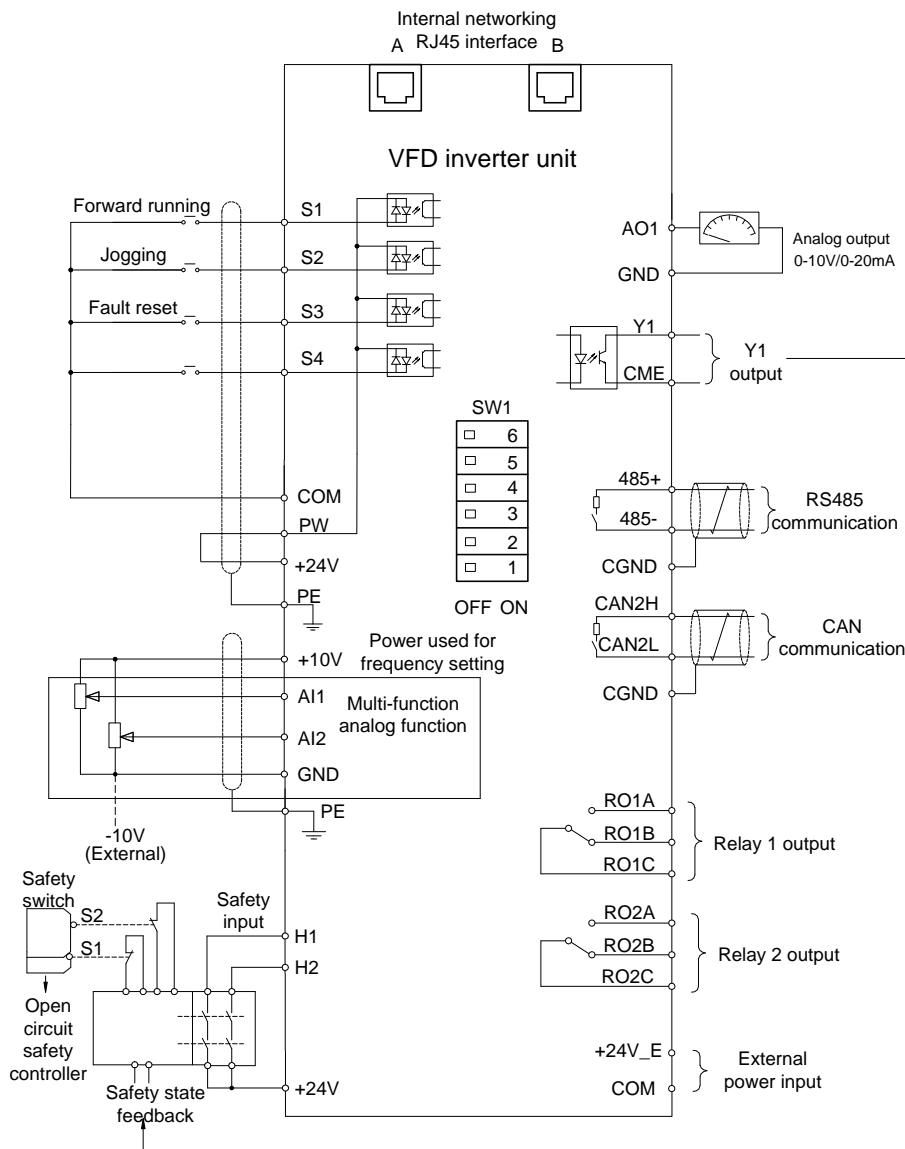 Internal networking
RJ45 interface
A
B
VFD inverter unit
Forward running
S1
Jogging
S2
Fault reset
S3
S4
COM
PW
+24V
PE
SW1
6
5
4
3
2
1
OFF ON
AO1
GND
Analog output
0-10V/0-20mA
Y1
CME
Y1
output
485+
485-
CGND
RS485
communication
CAN2H
CAN2L
CGND
CAN
communication
Power used for
frequency setting
+10V
AI1
Multi-function
analog function
AI2
GND
PE
-10V
(External)
RO1A
RO1B
RO1C
Relay 1 output
RO2A
RO2B
RO2C
Relay 2 output
Safety
switch
S2
S1
Safety
input
H1
H2
Open
circuit
safety
controller
+24V
Safety state
feedback
+24V_E
COM
External
power input